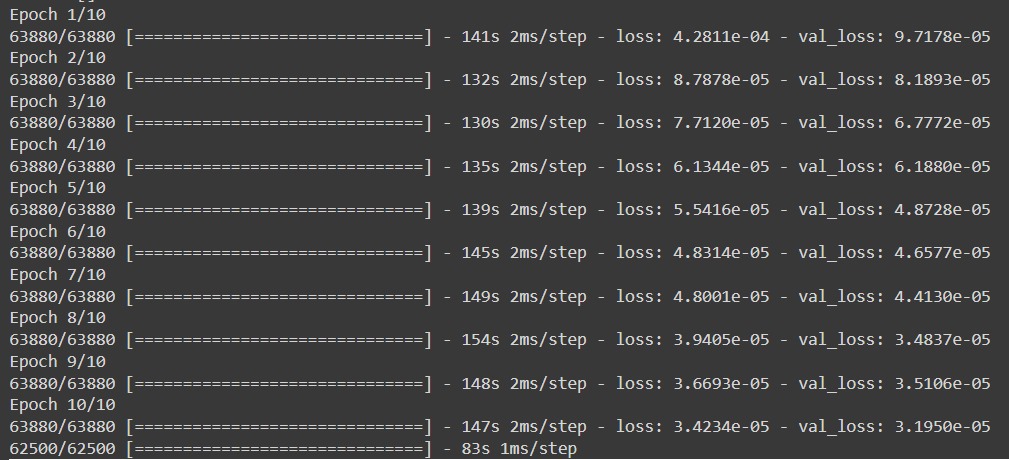 Epoch 1/10
63880/63880 [==============================] - 141s 2ms/step - loss: 4.2811e-04 - val_loss: 9.7178e-05
Epoch 2/10
63880/63880 [==============================] - 132s 2ms/step - loss: 8.7878e-05 - val_loss: 8.1893e-05
Epoch 3/10
63880/63880 [==============================] - 130s 2ms/step - loss: 7.7120e-05 - val_loss: 6.7772e-05
Epoch 4/10
63880/63880 [==============================] - 135s 2ms/step - loss: 6.1344e-05 - val_loss: 6.1880e-05
Epoch 5/10
63880/63880 [==============================] - 139s 2ms/step - loss: 5.5416e-05 - val_loss: 4.8728e-05
Epoch 6/10
63880/63880 [==============================] - 145s 2ms/step - loss: 4.8314e-05 - val_loss: 4.6577e-05
Epoch 7/10
63880/63880 [==============================] - 149s 2ms/step - loss: 4.8001e-05 - val_loss: 4.4130e-05
Epoch 8/10
63880/63880 [==============================] - 154s 2ms/step - loss: 3.9405e-05 - val_loss: 3.4837e-05
Epoch 9/10
63880/63880 [==============================] - 148s 2ms/step - loss: 3.6693e-05 - val_loss: 3.5106e-05
Epoch 10/10
63880/63880 [==============================] - 147s 2ms/step - loss: 3.4234e-05 - val_loss: 3.1950e-05
62500/62500 [==============================] - 83s 1ms/step